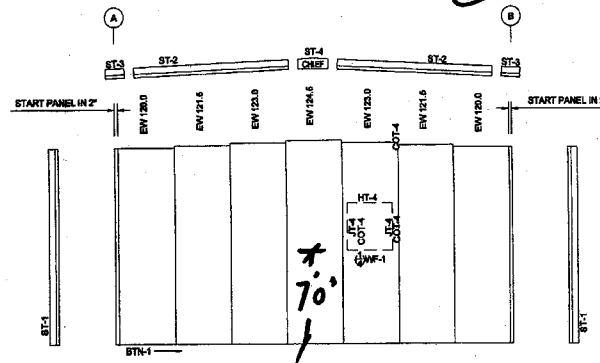 A
B
ST-3
ST-2
ST-4
CHIEF
ST-2
ST-3
START PANEL IN 2"
EW 120.0
EW 121.5
EW 123.0
EW 124.5
EW 123.0
EW 121.5
EW 120.0
START PANEL IN
COT-4
HT-4
JT-4
COT-4
JT-4
COT-4
WF-1
70'
ST-1
ST-1
BTN-1